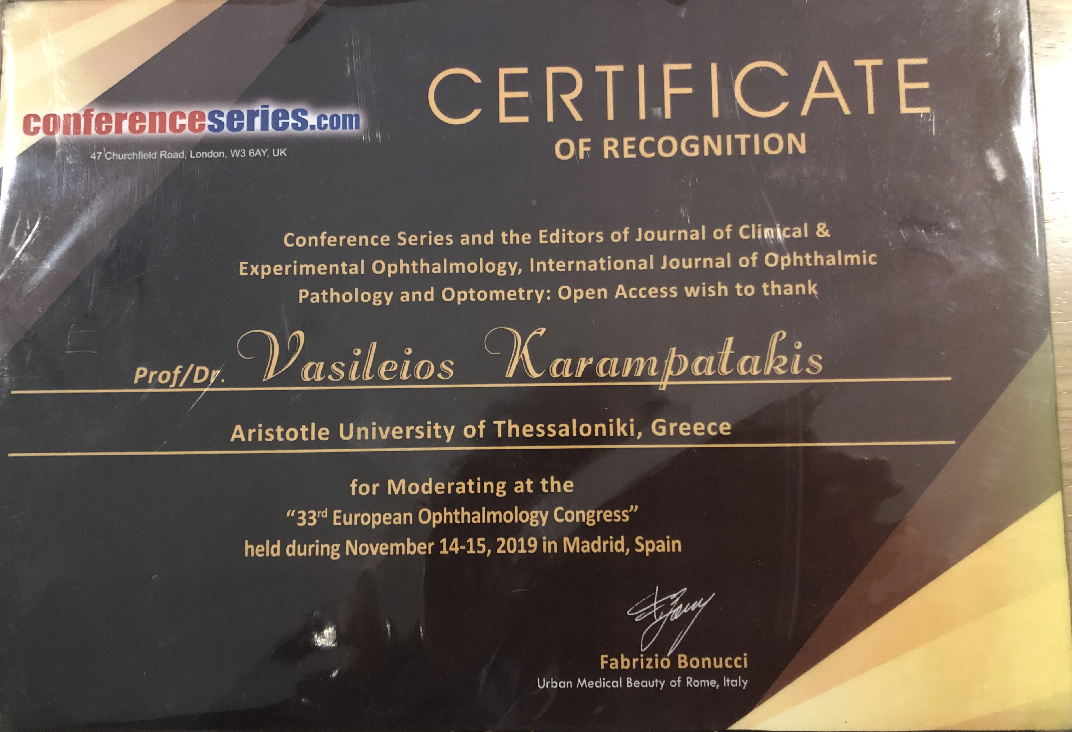 conferenceseries.com
47 Churchfield Road, London, W3 6AY, UK
CERTIFICATE
OF RECOGNITION
Conference Series and the Editors of Journal of Clinical &
Experimental Ophthalmology, International Journal of Ophthalmic
Pathology and Optometry: Open Access wish to thank
Prof/Dr. Vasileios Karampatakis
Aristotle University of Thessaloniki, Greece
for Moderating at the
“33rd European Ophthalmology Congress”
held during November 14-15, 2019 in Madrid, Spain
Fabrizio Bonucci
Urban Medical Beauty of Rome, Italy